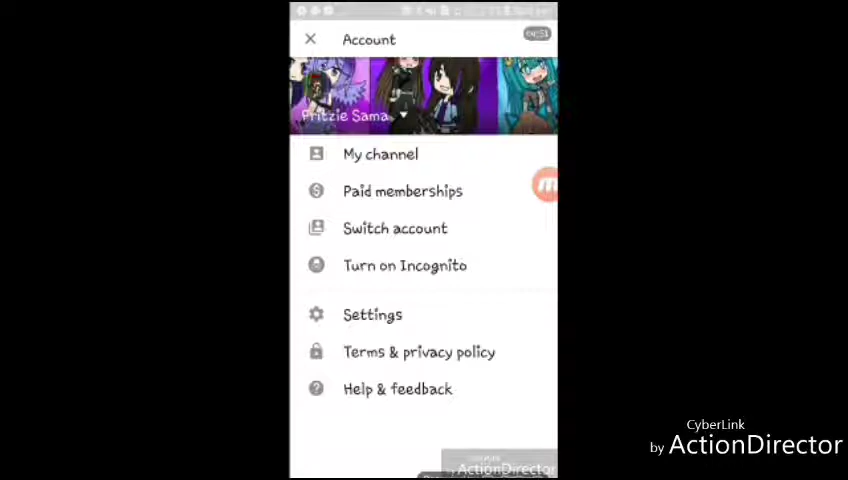 Account
Pritzie Sama
My channel
Paid memberships
Switch account
Turn on Incognito
Settings
Terms & privacy policy
Help & feedback
CyberLink
by ActionDirector
ActionDirector